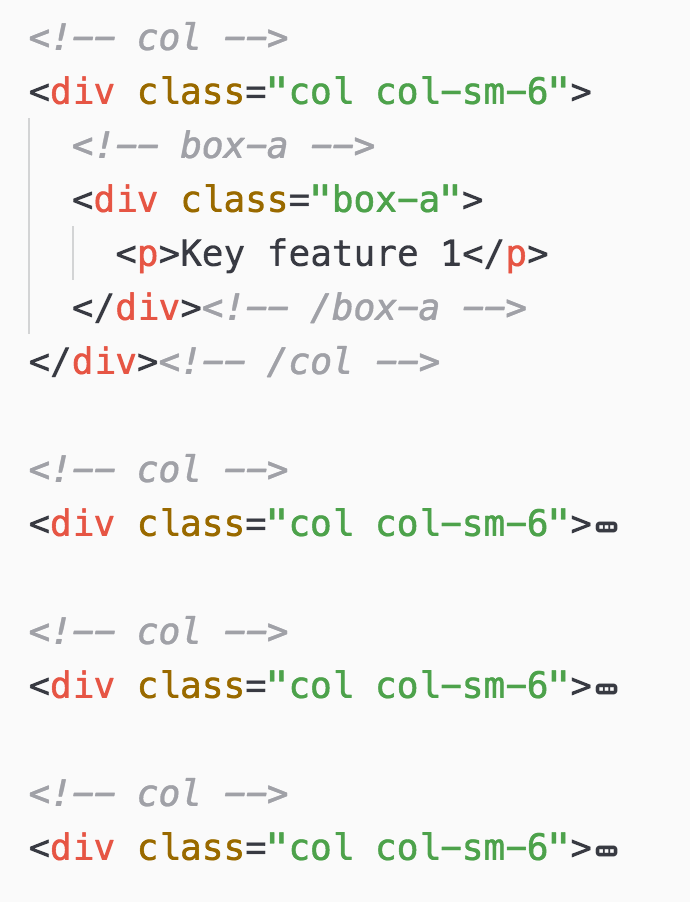 <!-- col -->
<div class="col col-sm-6">
<!-- box-a -->
<div class="box-a">
<p>Key feature 1</p>
</div><!-- /box-a -->
</div><!-- /col -->
<!-- col -->
<div class="col col-sm-6">…
<!-- col -->
<div class="col col-sm-6">…
<!-- col -->
<div class="col col-sm-6">…